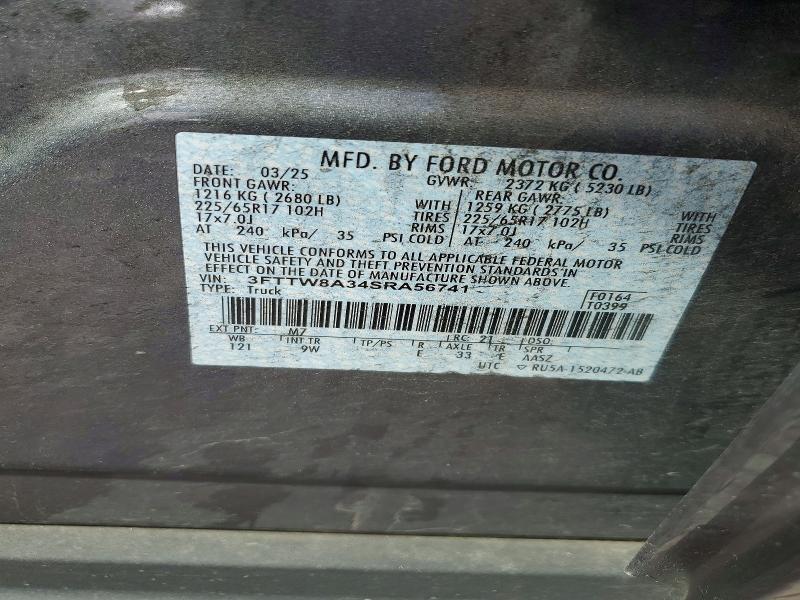 MFD. BY FORD MOTOR CO.
DATE: 03/25 GVWR: 2372 KG ( 5230 LB)
FRONT GAWR: REAR GAWR:
1216 KG ( 2680 LB) WITH 1259 KG ( 2775 LB) WITH
225/65R17 102H TIRES 225/65R17 102H TIRES
17x7.0J RIMS 17x7.0J RIMS
AT 240 kPa/ 35 PSI COLD AT 240 kPa/ 35 PSI COLD
THIS VEHICLE CONFORMS TO ALL APPLICABLE FEDERAL MOTOR
VEHICLE SAFETY AND THEFT PREVENTION STANDARDS IN
EFFECT ON THE DATE OF MANUFACTURE SHOWN ABOVE.
VIN: 3FTTW8A34SRA56741
TYPE: Truck
F0164
T0399
EXT PNT: M7 LRC: 21 DSO:
WB INT TR TP/PS R AXLE TR SPR
121 9W E 33 E AASZ
UTC ▽ RU5A-1520472-AB